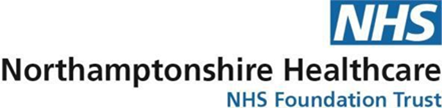 NHS
Northamptonshire Healthcare
NHS Foundation Trust